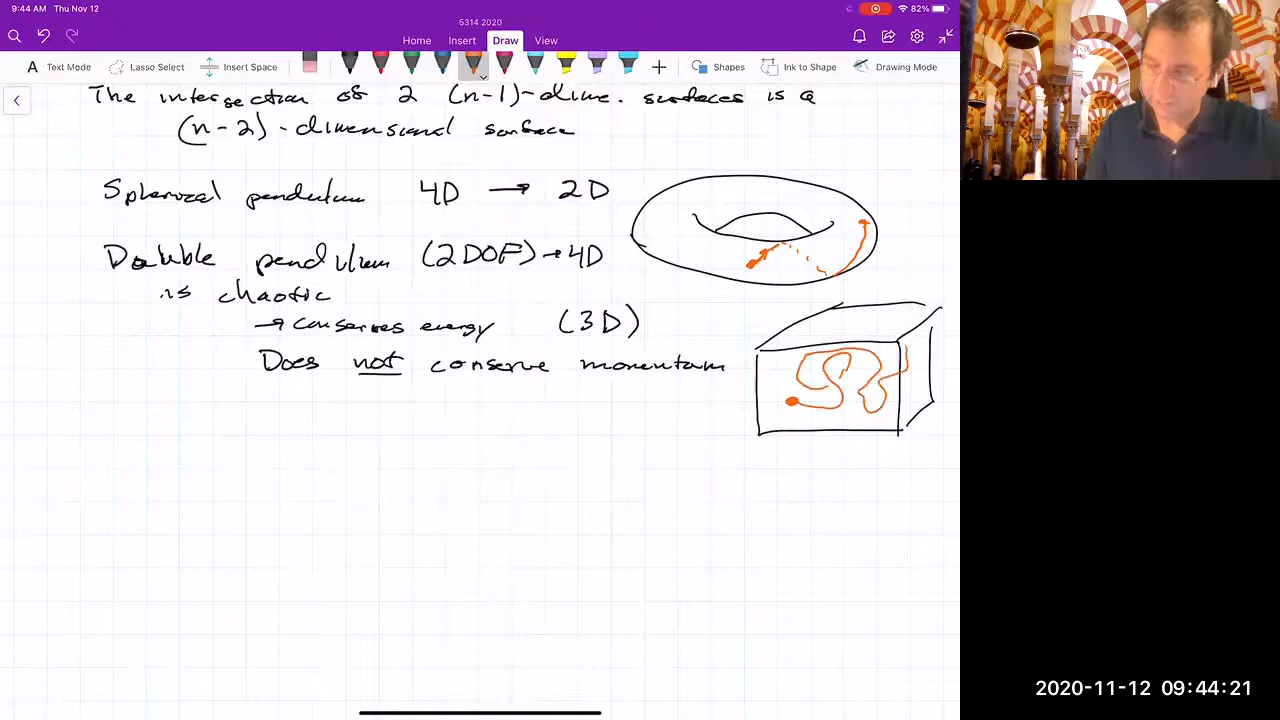 9:44 AM Thu Nov 12
82%
5314 2020
Home Insert Draw View
Text Mode Lasso Select Insert Space Shapes Ink to Shape Drawing Mode
The intersection of 2 (n-1)-dime. surfaces is a
(n-2)-dimensional surface
Spherical pendulum 4D → 2D
Double pendulum (2DOF) → 4D
is chaotic
→ conserves energy (3D)
Does not conserve momentum
2020-11-12 09:44:21